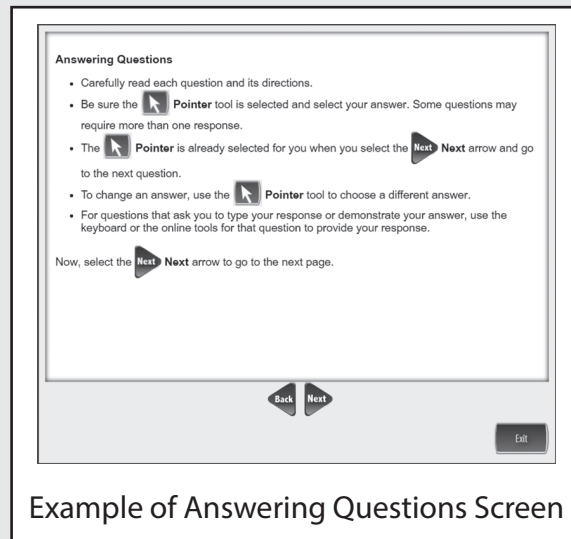 Answering Questions
• Carefully read each question and its directions.
• Be sure the Pointer tool is selected and select your answer. Some questions may
require more than one response.
• The Pointer is already selected for you when you select the Next Next arrow and go
to the next question.
• To change an answer, use the Pointer tool to choose a different answer.
• For questions that ask you to type your response or demonstrate your answer, use the
keyboard or the online tools for that question to provide your response.
Now, select the Next Next arrow to go to the next page.
Back Next
Exit
Example of Answering Questions Screen